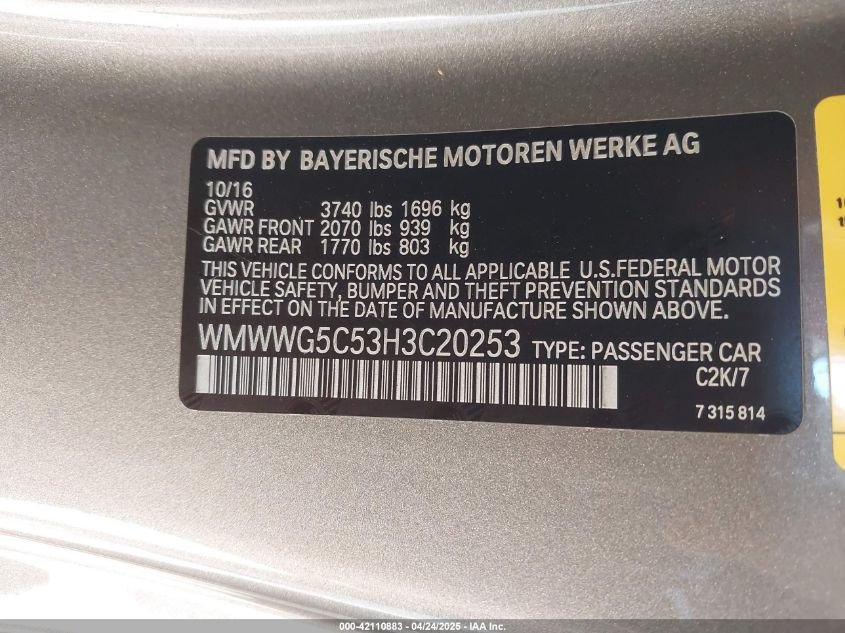 MFD BY BAYERISCHE MOTOREN WERKE AG
10/16
GVWR 3740 lbs 1696 kg
GAWR FRONT 2070 lbs 939 kg
GAWR REAR 1770 lbs 803 kg
THIS VEHICLE CONFORMS TO ALL APPLICABLE U.S.FEDERAL MOTOR
VEHICLE SAFETY, BUMPER AND THEFT PREVENTION STANDARDS
IN EFFECT ON THE DATE OF MANUFACTURE SHOWN ABOVE.
WMWWG5C53H3C20253 TYPE: PASSENGER CAR
C2K/7
7 315 814
000-42110883 - 04/24/2025 - IAA Inc.